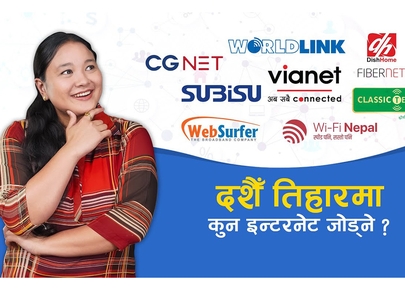 WORLDLINK
dh
DishHome
FIBERNET
CG NET
vianet
अब सबै connected
SUBISU
CLASSIC TE
WebSurfer
THE BROADBAND COMPANY
Wi-Fi Nepal
दशैँ तिहारमा
कुन इन्टरनेट जोड्ने ?